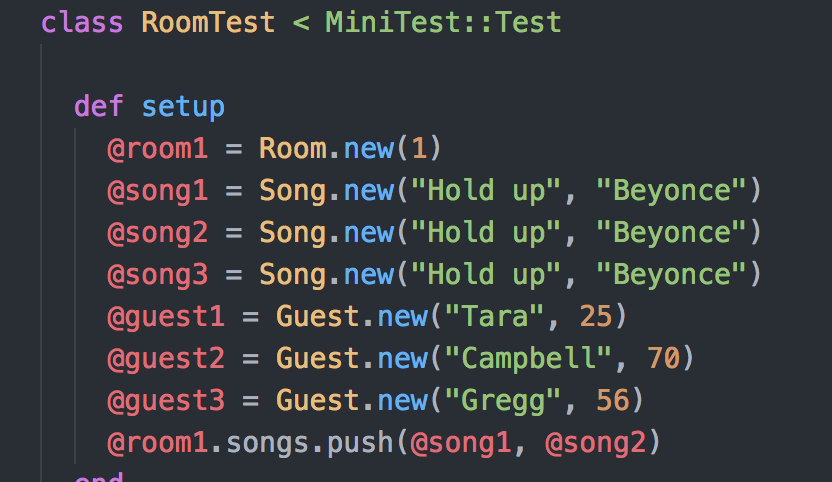 class RoomTest < MiniTest::Test
def setup
@room1 = Room.new(1)
@song1 = Song.new("Hold up", "Beyonce")
@song2 = Song.new("Hold up", "Beyonce")
@song3 = Song.new("Hold up", "Beyonce")
@guest1 = Guest.new("Tara", 25)
@guest2 = Guest.new("Campbell", 70)
@guest3 = Guest.new("Gregg", 56)
@room1.songs.push(@song1, @song2)
end